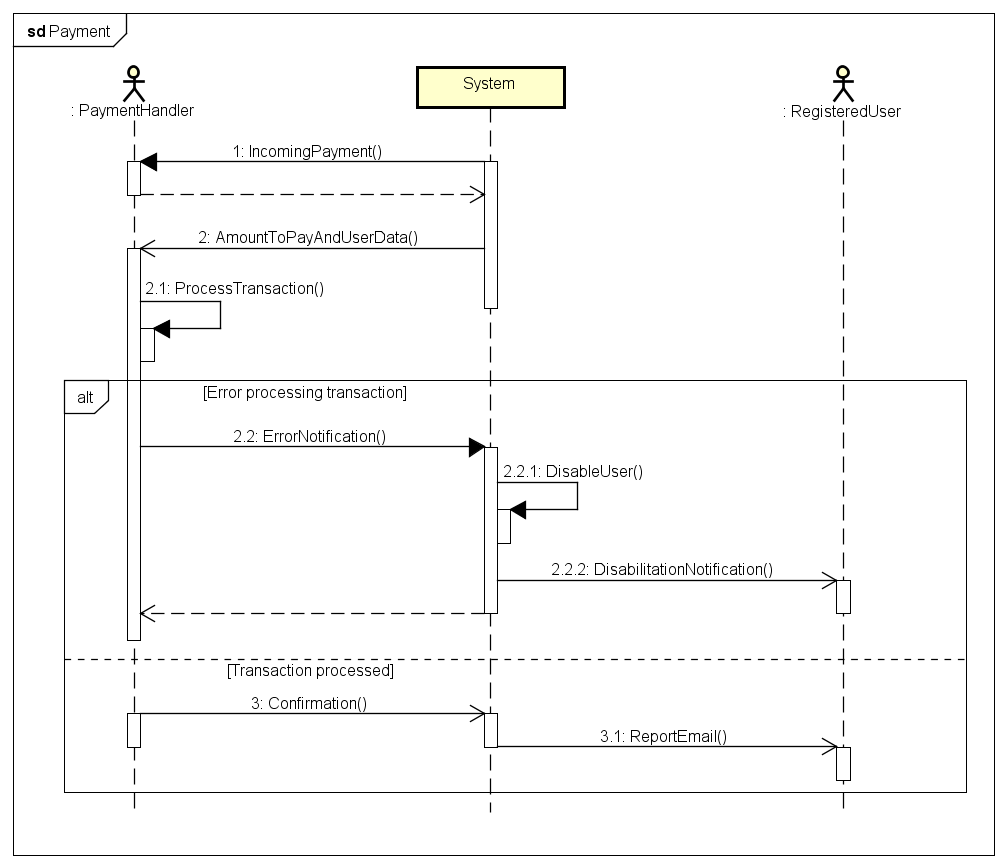 sd Payment
: PaymentHandler
System
: RegisteredUser
1: IncomingPayment()
2: AmountToPayAndUserData()
2.1: ProcessTransaction()
alt
[Error processing transaction]
2.2: ErrorNotification()
2.2.1: DisableUser()
2.2.2: DisabilitationNotification()
[Transaction processed]
3: Confirmation()
3.1: ReportEmail()